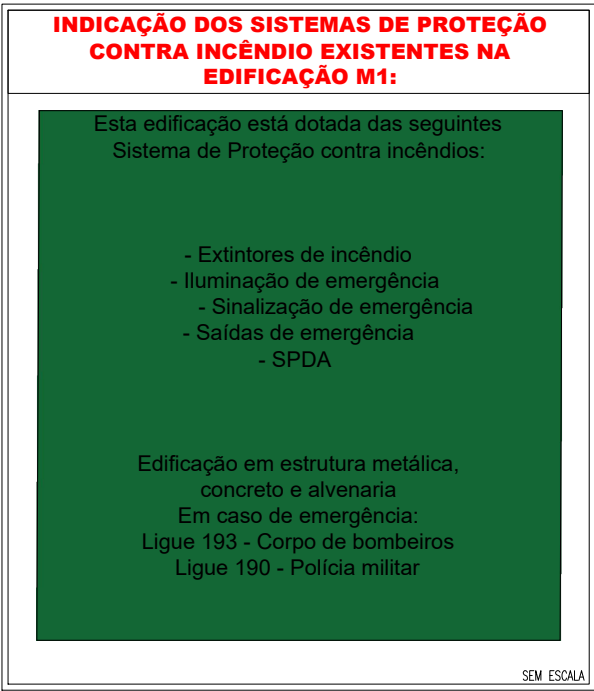 INDICAÇÃO DOS SISTEMAS DE PROTEÇÃO
CONTRA INCÊNDIO EXISTENTES NA
EDIFICAÇÃO M1:
Esta edificação está dotada das seguintes
Sistema de Proteção contra incêndios:
- Extintores de incêndio
- Iluminação de emergência
- Sinalização de emergência
- Saídas de emergência
- SPDA
Edificação em estrutura metálica,
concreto e alvenaria
Em caso de emergência:
Ligue 193 - Corpo de bombeiros
Ligue 190 - Polícia militar
SEM ESCALA